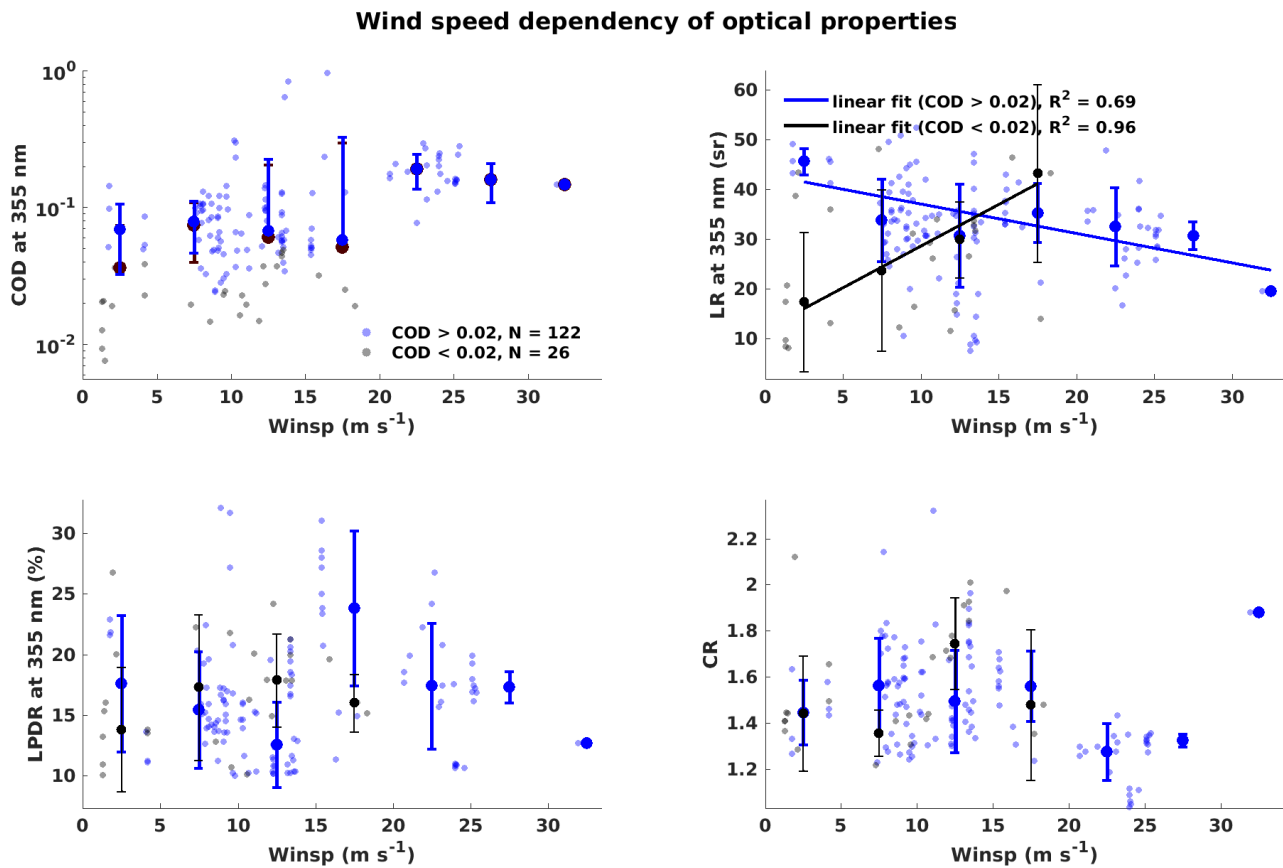 Wind speed dependency of optical properties
COD at 355 nm
10^0
10^-1
10^-2
COD > 0.02, N = 122
COD < 0.02, N = 26
0 5 10 15 20 25 30
Winsp (m s^-1)
LR at 355 nm (sr)
60
50
40
30
20
10
linear fit (COD > 0.02), R^2 = 0.69
linear fit (COD < 0.02), R^2 = 0.96
0 5 10 15 20 25 30
Winsp (m s^-1)
LPDR at 355 nm (%)
30
25
20
15
10
0 5 10 15 20 25 30
Winsp (m s^-1)
CR
2.2
2
1.8
1.6
1.4
1.2
0 5 10 15 20 25 30
Winsp (m s^-1)